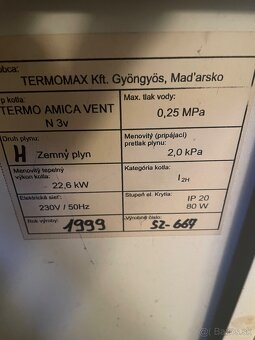 obca:
TERMOMAX Kft. Gyöngyös, Maďarsko
p kotla:
TERMO AMICA VENT
N 3v
Max. tlak vody
0,25 MPa
Druh plynu:
H Zemný plyn
Menovitý (pripájací)
pretlak plynu:
2,0 kPa
Menovitý tepelný
výkon kotla:
22,6 kW
Kategória kotla:
I2H
Elektrická sieť:
230V / 50Hz
Stupeň el. Krytia:
IP 20
80 W
Rok výroby:
1999
Výrobné číslo:
S2-667